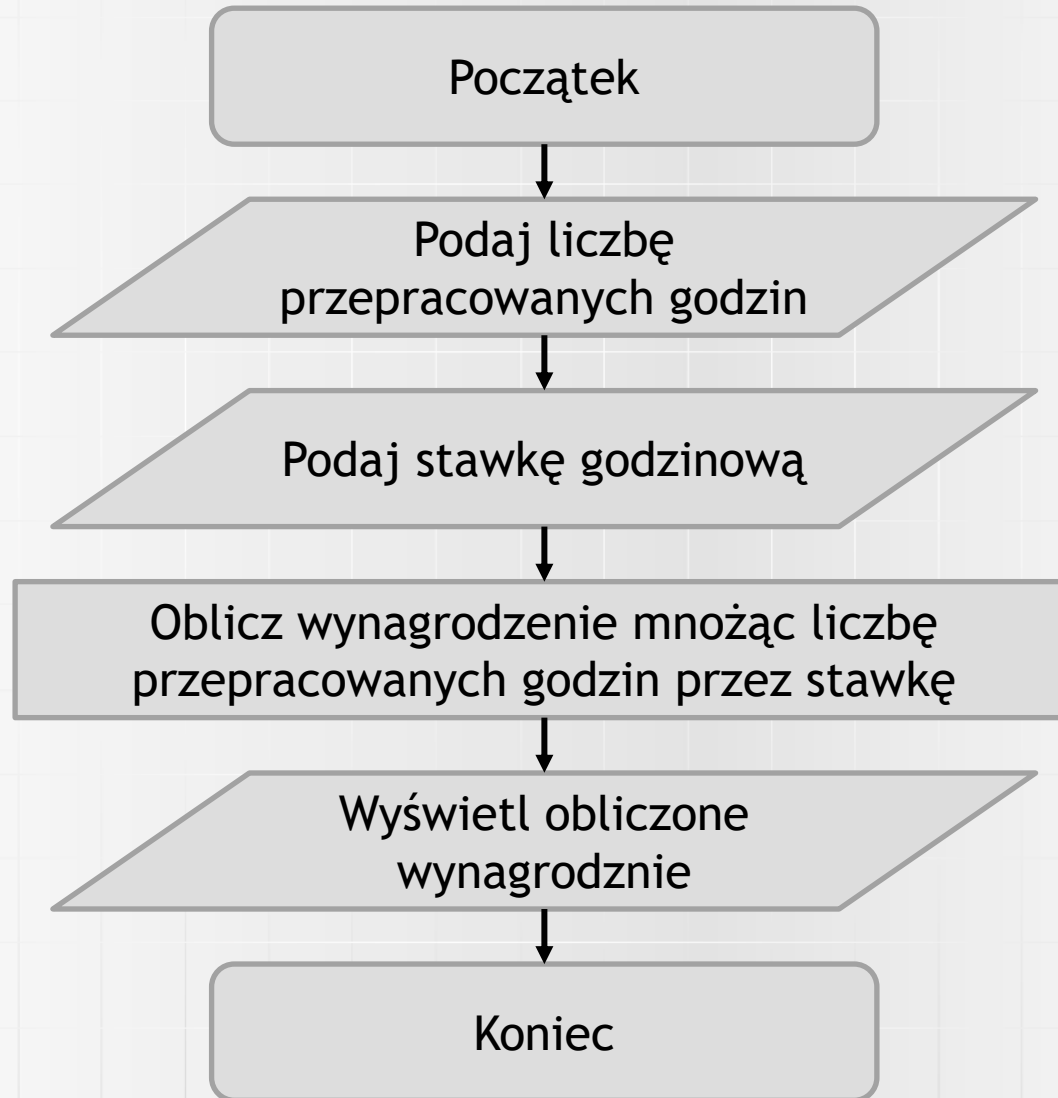 Początek
Podaj liczbę
przepracowanych godzin
Podaj stawkę godzinową
Oblicz wynagrodzenie mnożąc liczbę
przepracowanych godzin przez stawkę
Wyświetl obliczone
wynagrodznie
Koniec